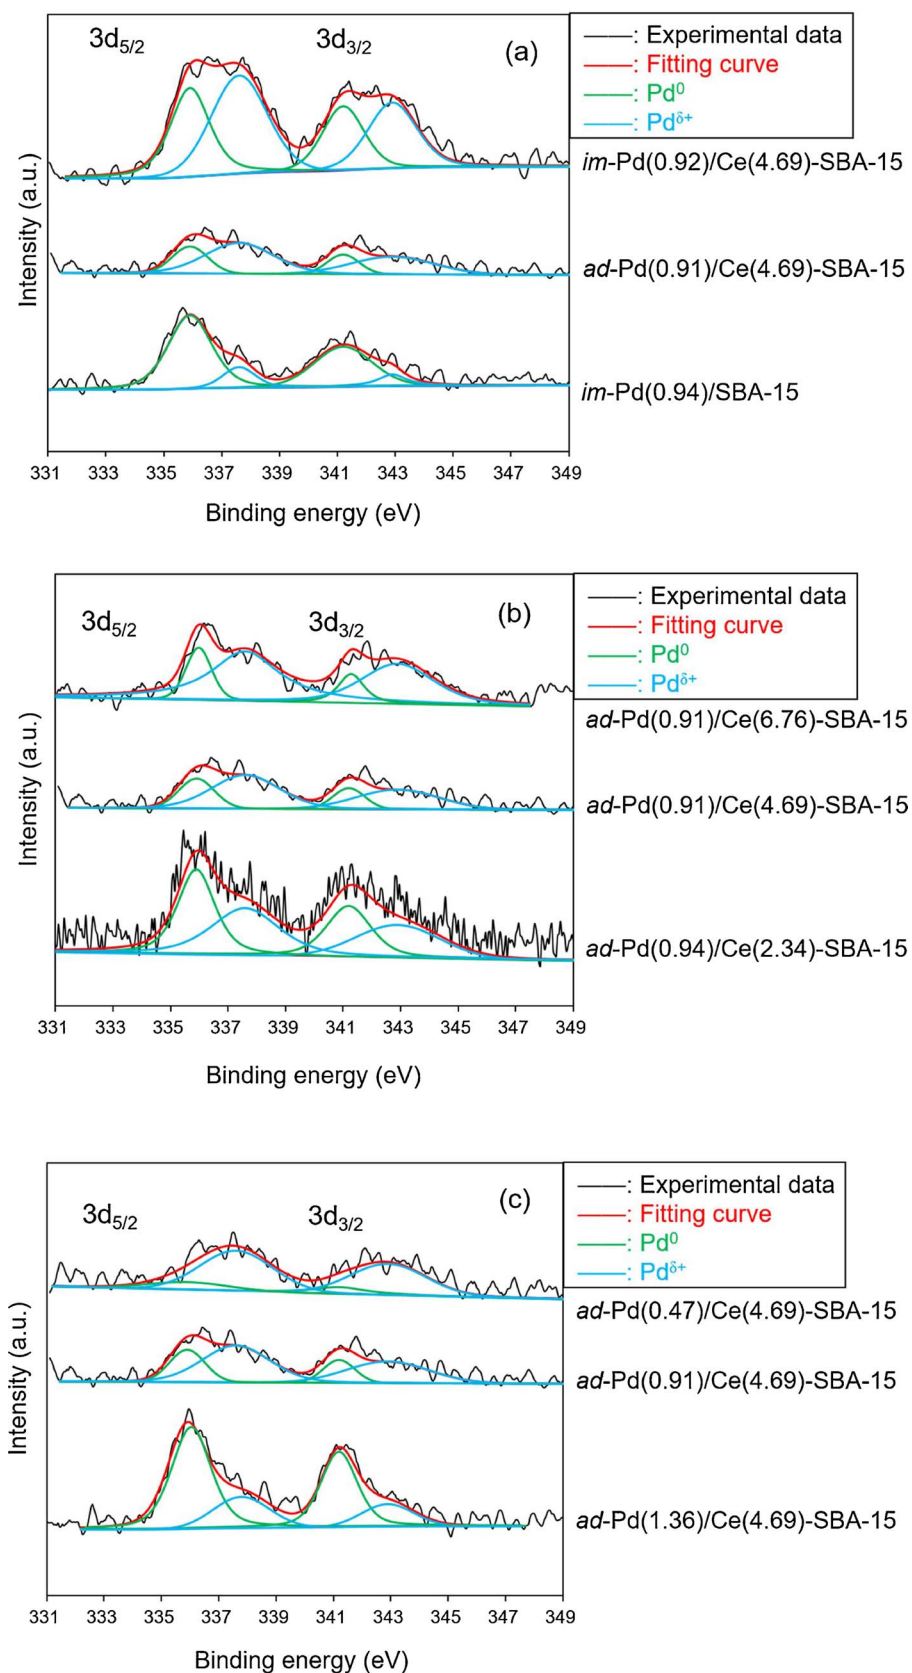 3d5/2
3d3/2
(a)
——: Experimental data
——: Fitting curve
——: Pd0
——: Pdδ+
im-Pd(0.92)/Ce(4.69)-SBA-15
ad-Pd(0.91)/Ce(4.69)-SBA-15
im-Pd(0.94)/SBA-15
Intensity (a.u.)
331 333 335 337 339 341 343 345 347 349
Binding energy (eV)
3d5/2
3d3/2
(b)
——: Experimental data
——: Fitting curve
——: Pd0
——: Pdδ+
ad-Pd(0.91)/Ce(6.76)-SBA-15
ad-Pd(0.91)/Ce(4.69)-SBA-15
ad-Pd(0.94)/Ce(2.34)-SBA-15
Intensity (a.u.)
331 333 335 337 339 341 343 345 347 349
Binding energy (eV)
3d5/2
3d3/2
(c)
——: Experimental data
——: Fitting curve
——: Pd0
——: Pdδ+
ad-Pd(0.47)/Ce(4.69)-SBA-15
ad-Pd(0.91)/Ce(4.69)-SBA-15
ad-Pd(1.36)/Ce(4.69)-SBA-15
Intensity (a.u.)
331 333 335 337 339 341 343 345 347 349
Binding energy (eV)